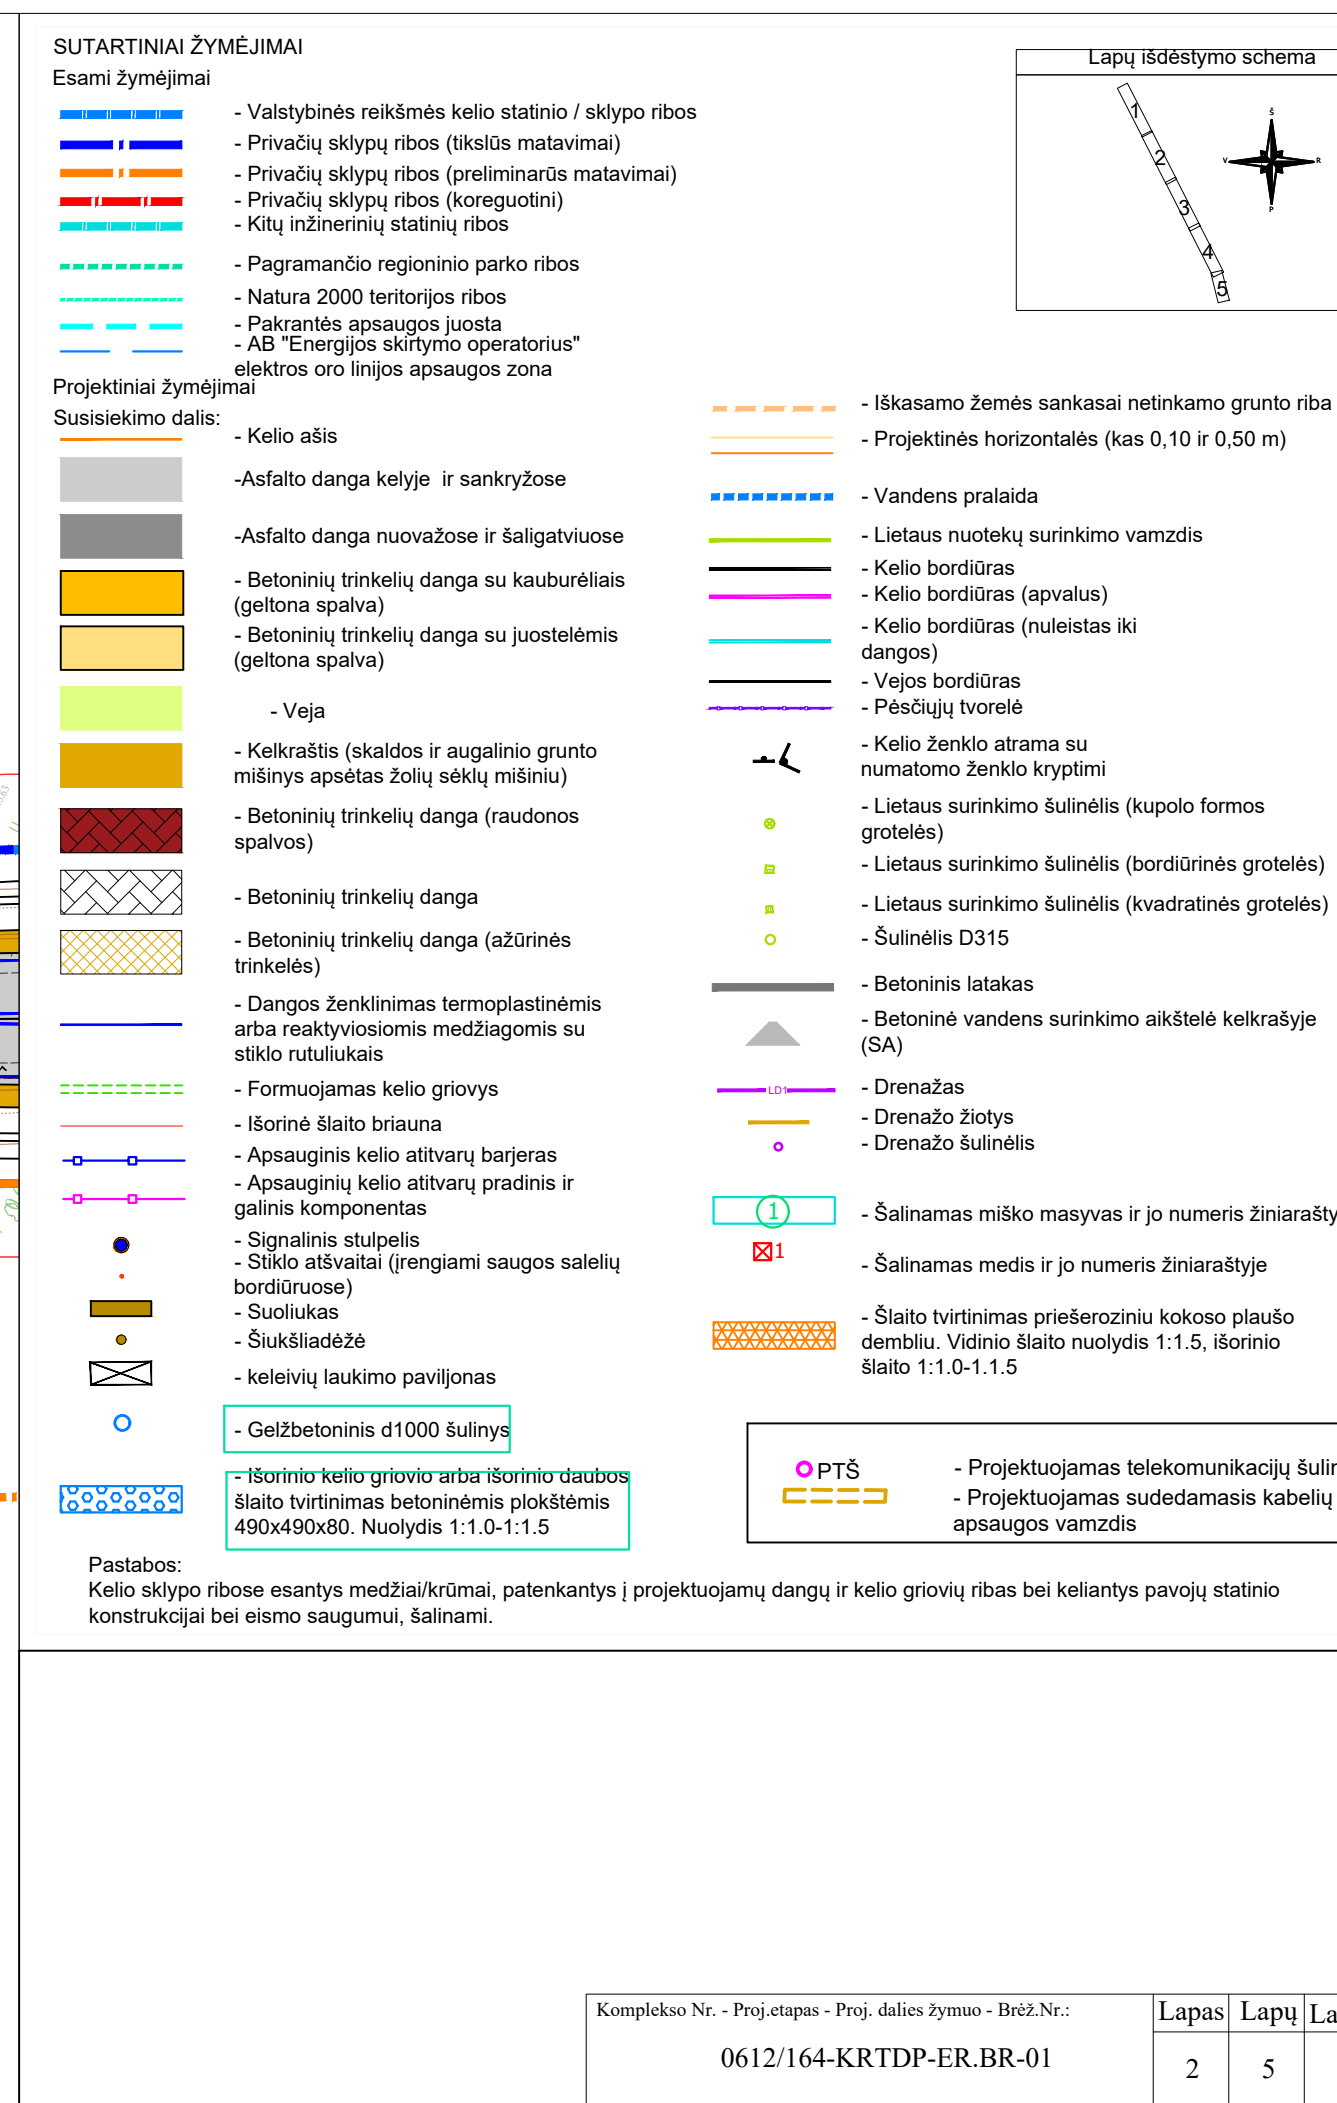 SUTARTINIAI ŽYMĖJIMAI
Esami žymėjimai
- Valstybinės reikšmės kelio statinio / sklypo ribos
- Privačių sklypų ribos (tikslūs matavimai)
- Privačių sklypų ribos (preliminarūs matavimai)
- Privačių sklypų ribos (koreguotini)
- Kitų inžinerinių statinių ribos
- Pagramančio regioninio parko ribos
- Natura 2000 teritorijos ribos
- Pakrantės apsaugos juosta
- AB "Energijos skirtymo operatorius"
elektros oro linijos apsaugos zona
Lapų išdėstymo schema
1
2
3
4
5
Š
V
R
P
Projektiniai žymėjimai
Susisiekimo dalis:
- Kelio ašis
-Asfalto danga kelyje ir sankryžose
-Asfalto danga nuovažose ir šaligatviuose
- Betoninių trinkelių danga su kauburėliais
(geltona spalva)
- Betoninių trinkelių danga su juostelėmis
(geltona spalva)
- Veja
- Kelkraštis (skaldos ir augalinio grunto
mišinys apsėtas žolių sėklų mišiniu)
- Betoninių trinkelių danga (raudonos
spalvos)
- Betoninių trinkelių danga
- Betoninių trinkelių danga (ažūrinės
trinkelės)
- Dangos ženklinimas termoplastinėmis
arba reaktyviosiomis medžiagomis su
stiklo rutuliukais
- Formuojamas kelio griovys
- Išorinė šlaito briauna
- Apsauginis kelio atitvarų barjeras
- Apsauginių kelio atitvarų pradinis ir
galinis komponentas
- Signalinis stulpelis
- Stiklo atšvaitai (įrengiami saugos salelių
bordiūruose)
- Suoliukas
- Šiukšliadėžė
- keleivių laukimo paviljonas
- Gelžbetoninis d1000 šulinys
- Išorinio kelio griovio arba išorinio daubos
šlaito tvirtinimas betoninėmis plokštėmis
490x490x80. Nuolydis 1:1.0-1:1.5
- Iškasamo žemės sankasai netinkamo grunto riba
- Projektinės horizontalės (kas 0,10 ir 0,50 m)
- Vandens pralaida
- Lietaus nuotekų surinkimo vamzdis
- Kelio bordiūras
- Kelio bordiūras (apvalus)
- Kelio bordiūras (nuleistas iki
dangos)
- Vejos bordiūras
- Pėsčiųjų tvorelė
- Kelio ženklo atrama su
numatomo ženklo kryptimi
- Lietaus surinkimo šulinėlis (kupolo formos
grotelės)
- Lietaus surinkimo šulinėlis (bordiūrinės grotelės)
- Lietaus surinkimo šulinėlis (kvadratinės grotelės)
- Šulinėlis D315
- Betoninis latakas
- Betoninė vandens surinkimo aikštelė kelkrašyje
(SA)
LD1
- Drenažas
- Drenažo žiotys
- Drenažo šulinėlis
1
- Šalinamas miško masyvas ir jo numeris žiniarašty
1
- Šalinamas medis ir jo numeris žiniaraštyje
- Šlaito tvirtinimas priešeroziniu kokoso plaušo
dembliu. Vidinio šlaito nuolydis 1:1.5, išorinio
šlaito 1:1.0-1.1.5
PTŠ
- Projektuojamas telekomunikacijų šulin
- Projektuojamas sudedamasis kabelių
apsaugos vamzdis
Pastabos:
Kelio sklypo ribose esantys medžiai/krūmai, patenkantys į projektuojamų dangų ir kelio griovių ribas bei keliantys pavojų statinio
konstrukcijai bei eismo saugumui, šalinami.
Komplekso Nr. - Proj.etapas - Proj. dalies žymuo - Brėž.Nr.:
0612/164-KRTDP-ER.BR-01
Lapas
Lapų
La
2
5